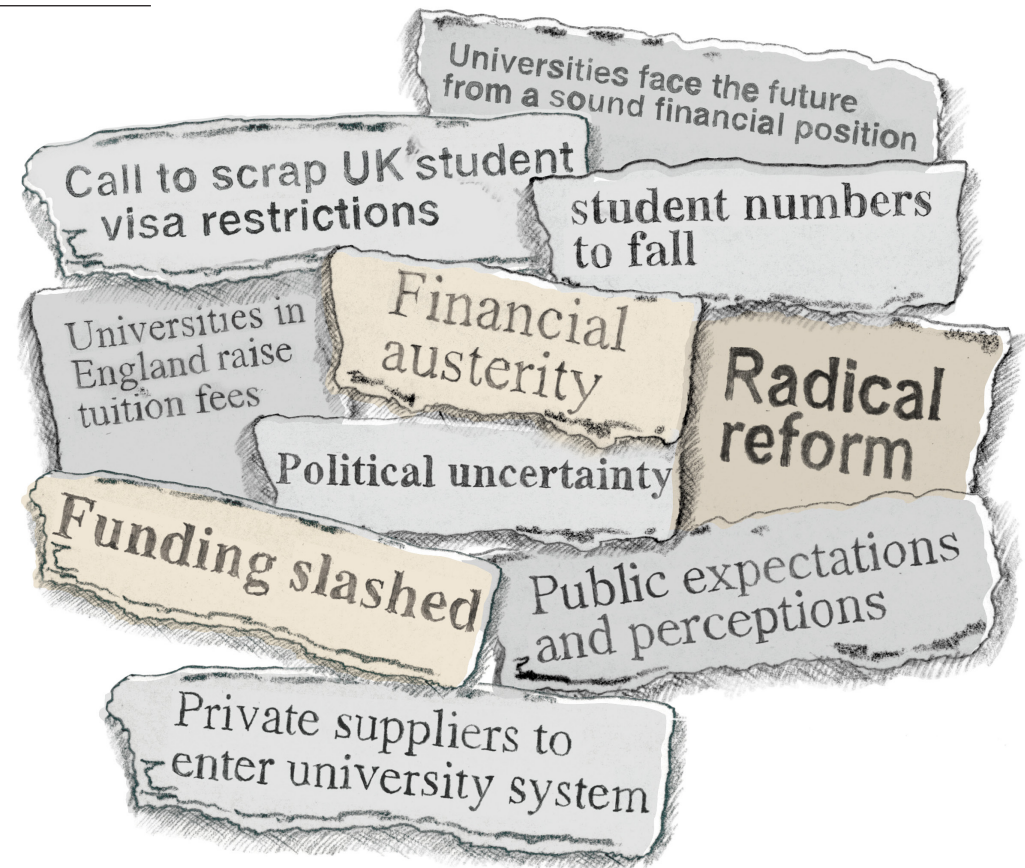 Universities face the future
from a sound financial position
Call to scrap UK student
visa restrictions
student numbers
to fall
Universities in
England raise
tuition fees
Financial
austerity
Radical
reform
Political uncertainty
Funding slashed
Public expectations
and perceptions
Private suppliers to
enter university system